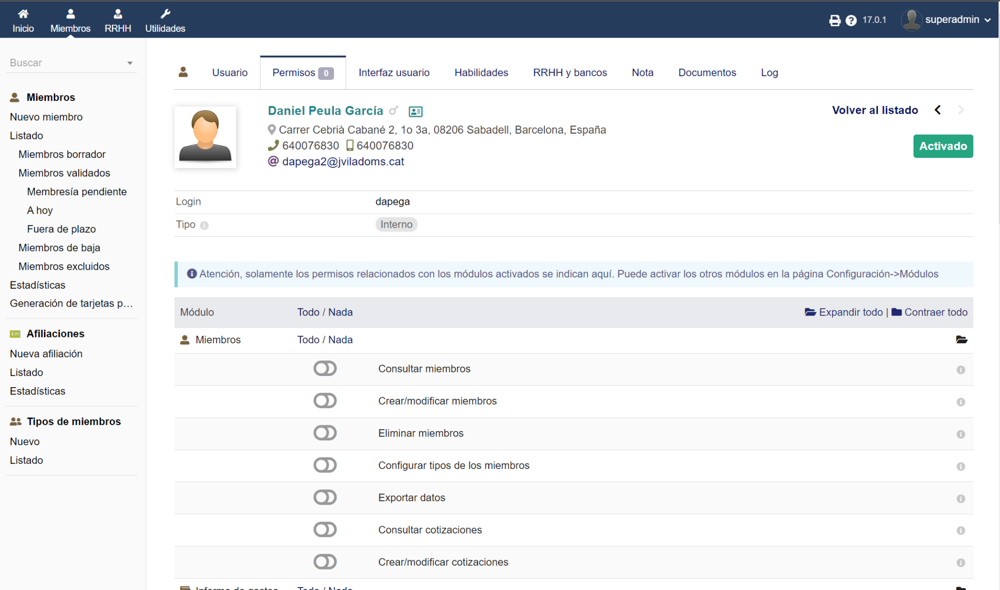 Inicio
Miembros
RRHH
Utilidades
17.0.1
superadmin
Buscar
Miembros
Nuevo miembro
Listado
Miembros borrador
Miembros validados
Membresía pendiente
A hoy
Fuera de plazo
Miembros de baja
Miembros excluidos
Estadísticas
Generación de tarjetas p...
Afiliaciones
Nueva afiliación
Listado
Estadísticas
Tipos de miembros
Nuevo
Listado
Usuario
Permisos 0
Interfaz usuario
Habilidades
RRHH y bancos
Nota
Documentos
Log
Daniel Peula García
Volver al listado
Carrer Cebrià Cabané 2, 1o 3a, 08206 Sabadell, Barcelona, España
640076830 640076830
Activado
dapega2@jviladoms.cat
Login dapega
Tipo Interno
Atención, solamente los permisos relacionados con los módulos activados se indican aquí. Puede activar los otros módulos en la página Configuración->Módulos
Módulo Todo / Nada Expandir todo | Contraer todo
Miembros Todo / Nada
Consultar miembros
Crear/modificar miembros
Eliminar miembros
Configurar tipos de los miembros
Exportar datos
Consultar cotizaciones
Crear/modificar cotizaciones
Informe de gastos Todo / Nada